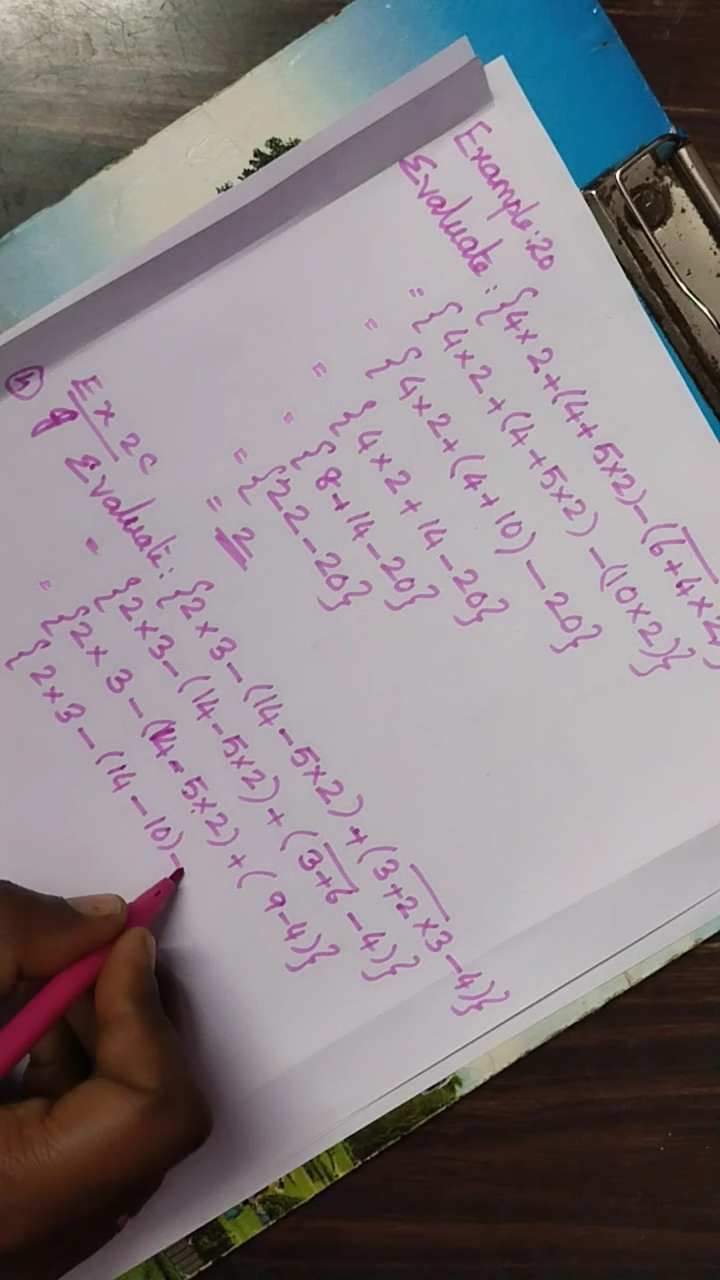 Example: 20
Evaluate: {4×2+(4+5×2)-(6+4×2)}
= {4×2+(4+5×2)-(10×2)}
= {4×2+(4+10)-20}
= {4×2+14-20}
= {8+14-20}
= {22-20}
= 2
Ex 2c
(4) g Evaluate: {2×3-(14-5×2)+(3+2×3-4)}
= {2×3-(14-5×2)+(3+6-4)}
= {2×3-(14-5×2)+(9-4)}
{2×3-(14-10)-